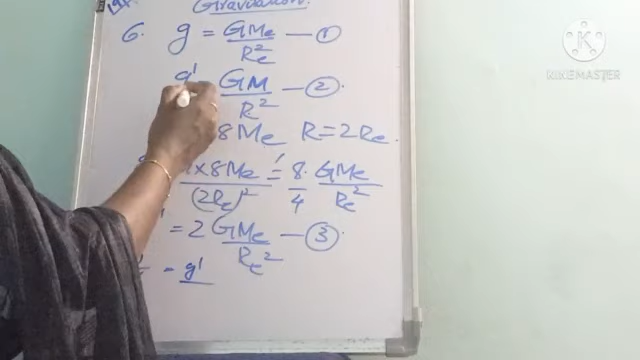 Gravitation.
6. g = GMe/Re² — ①
g' GM/R² — ②.
8Me R = 2Re.
x 8Me/(2Re)² = 8/4 · GMe/Re²
= 2 GMe/Re² — ③.
= g'
KINEMASTER